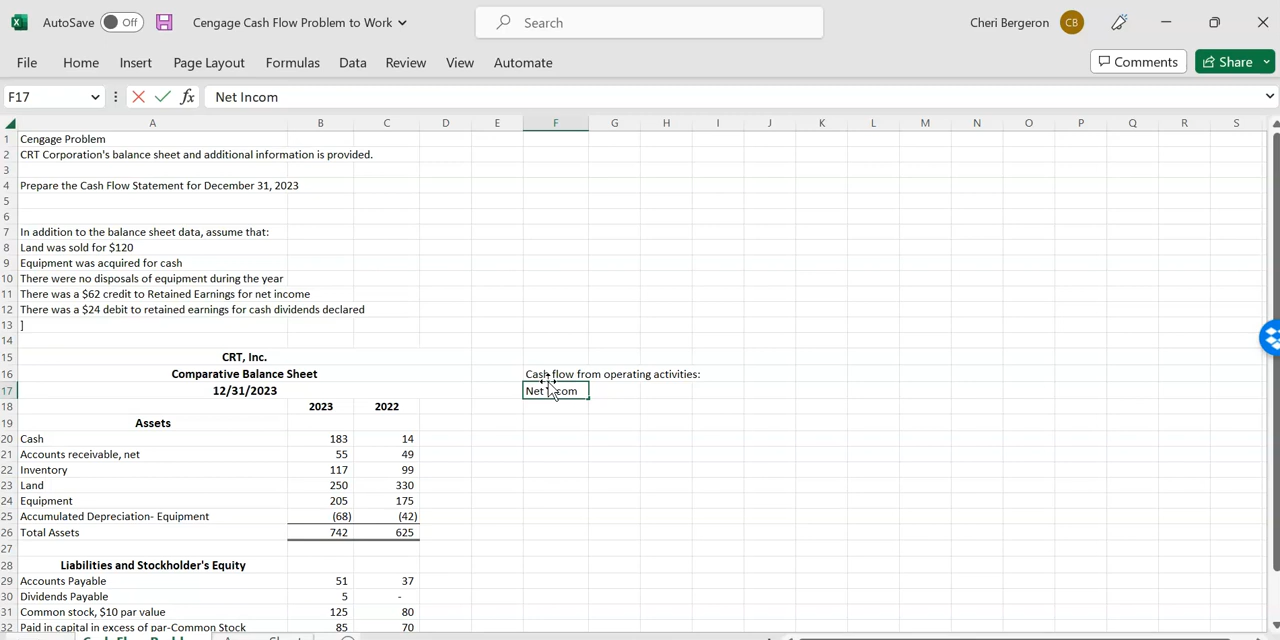 AutoSave Off Cengage Cash Flow Problem to Work Search Cheri Bergeron CB
File Home Insert Page Layout Formulas Data Review View Automate Comments Share
F17 fx Net Incom
A B C D E F G H I J K L M N O P Q R S
1 Cengage Problem
2 CRT Corporation's balance sheet and additional information is provided.
3
4 Prepare the Cash Flow Statement for December 31, 2023
5
6
7 In addition to the balance sheet data, assume that:
8 Land was sold for $120
9 Equipment was acquired for cash
10 There were no disposals of equipment during the year
11 There was a $62 credit to Retained Earnings for net income
12 There was a $24 debit to retained earnings for cash dividends declared
13 ]
14
15 CRT, Inc.
16 Comparative Balance Sheet Cash flow from operating activities:
17 12/31/2023 Net Incom
18 2023 2022
19 Assets
20 Cash 183 14
21 Accounts receivable, net 55 49
22 Inventory 117 99
23 Land 250 330
24 Equipment 205 175
25 Accumulated Depreciation- Equipment (68) (42)
26 Total Assets 742 625
27
28 Liabilities and Stockholder's Equity
29 Accounts Payable 51 37
30 Dividends Payable 5 -
31 Common stock, $10 par value 125 80
32 Paid in capital in excess of par-Common Stock 85 70